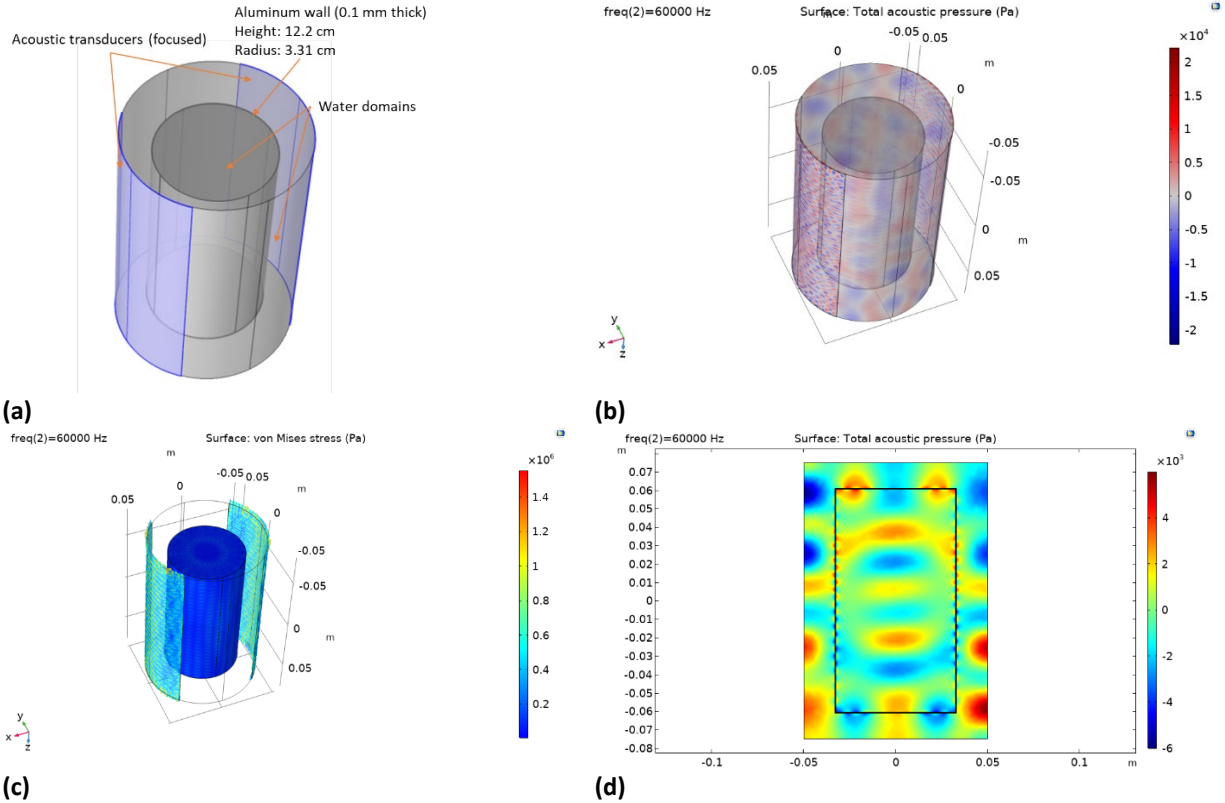 Aluminum wall (0.1 mm thick)
Height: 12.2 cm
Radius: 3.31 cm
Acoustic transducers (focused)
Water domains
(a)
freq(2)=60000 Hz
Surface: Total acoustic pressure (Pa)
m
-0.05 0.05
0
m
0.05
0
-0.05
-0.05
0
m
0.05
y
x
z
×10⁴
2
1.5
1
0.5
0
-0.5
-1
-1.5
-2
(b)
freq(2)=60000 Hz
Surface: von Mises stress (Pa)
m
-0.05 0.05
0
m
0.05
0
-0.05
-0.05
0
m
0.05
y
x
z
×10⁶
1.4
1.2
1
0.8
0.6
0.4
0.2
(c)
freq(2)=60000 Hz
Surface: Total acoustic pressure (Pa)
m
0.07
0.06
0.05
0.04
0.03
0.02
0.01
0
-0.01
-0.02
-0.03
-0.04
-0.05
-0.06
-0.07
-0.08
-0.1
-0.05
0
0.05
0.1
m
×10³
6
4
2
0
-2
-4
-6
(d)